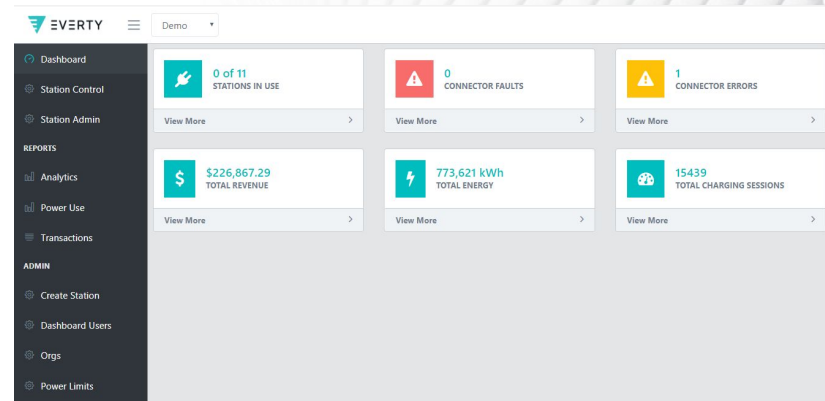 EVERTY
Demo
Dashboard
Station Control
Station Admin
REPORTS
Analytics
Power Use
Transactions
ADMIN
Create Station
Dashboard Users
Orgs
Power Limits
0 of 11
STATIONS IN USE
View More
0
CONNECTOR FAULTS
View More
1
CONNECTOR ERRORS
View More
$226,867.29
TOTAL REVENUE
View More
773,621 kWh
TOTAL ENERGY
View More
15439
TOTAL CHARGING SESSIONS
View More